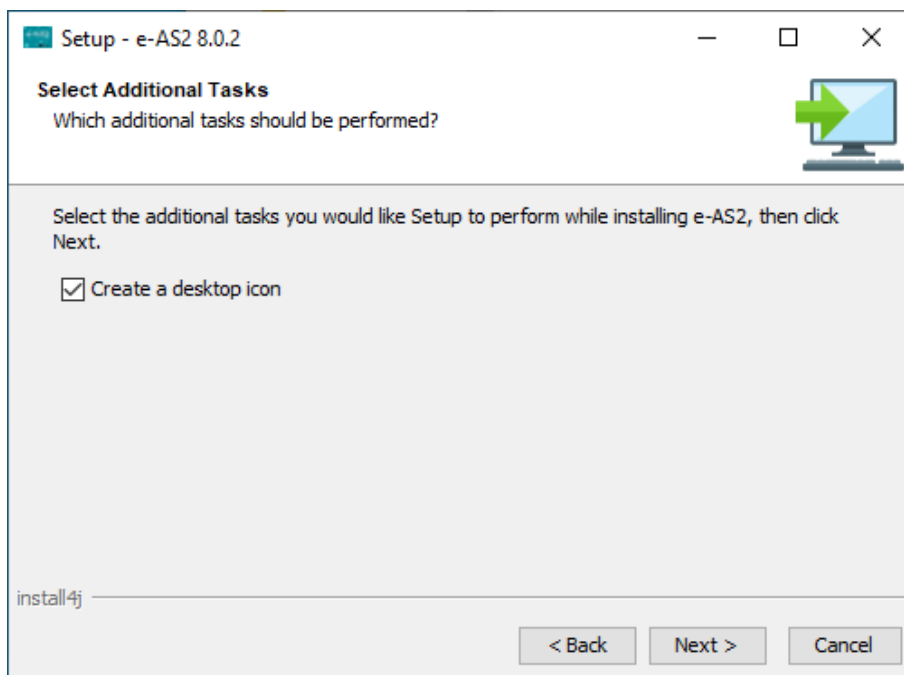 Setup - e-AS2 8.0.2
Select Additional Tasks
Which additional tasks should be performed?
Select the additional tasks you would like Setup to perform while installing e-AS2, then click
Next.
Create a desktop icon
install4j
< Back
Next >
Cancel